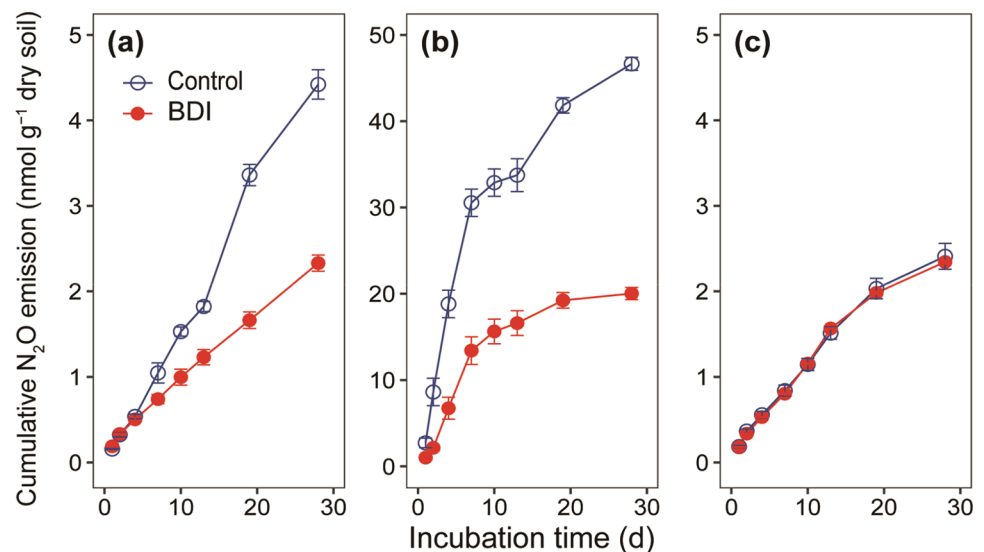 Cumulative N₂O emission (nmol g⁻¹ dry soil)
(a)
Control
BDI
5
4
3
2
1
0
0 10 20 30
(b)
50
40
30
20
10
0
0 10 20 30
(c)
5
4
3
2
1
0
0 10 20 30
Incubation time (d)